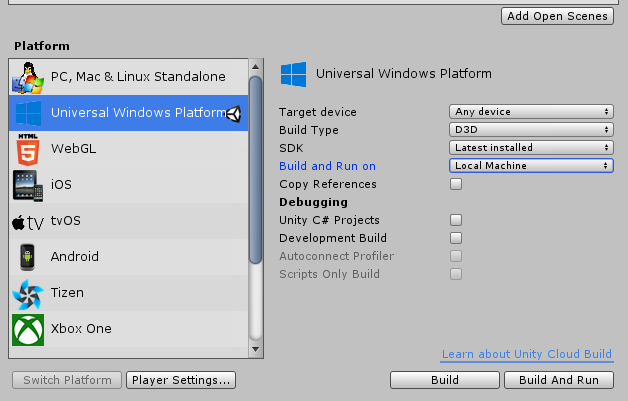 Add Open Scenes
Platform
PC, Mac & Linux Standalone
Universal Windows Platform
HTML
5
WebGL
iOS
tv
tvOS
Android
Tizen
Xbox One
Switch Platform
Player Settings...
Universal Windows Platform
Target device Any device
Build Type D3D
SDK Latest installed
Build and Run on Local Machine
Copy References
Debugging
Unity C# Projects
Development Build
Autoconnect Profiler
Scripts Only Build
Learn about Unity Cloud Build
Build
Build And Run